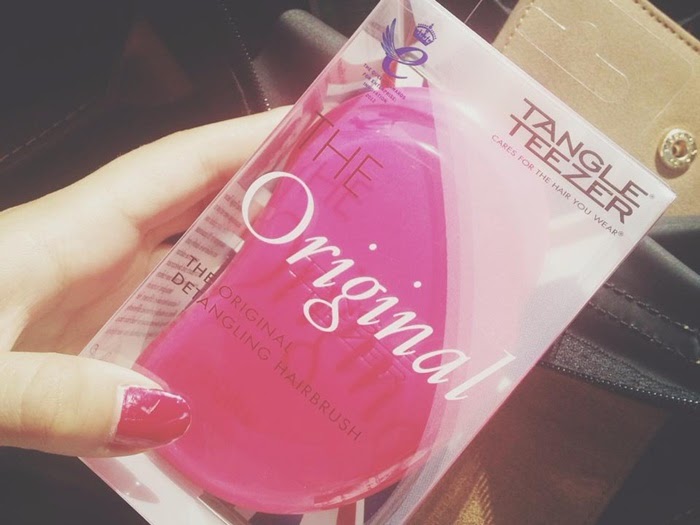 TANGLE
TEEZER®
CARES FOR THE HAIR YOU WEAR®
THE
Original
THE ORIGINAL
DETANGLING HAIRBRUSH